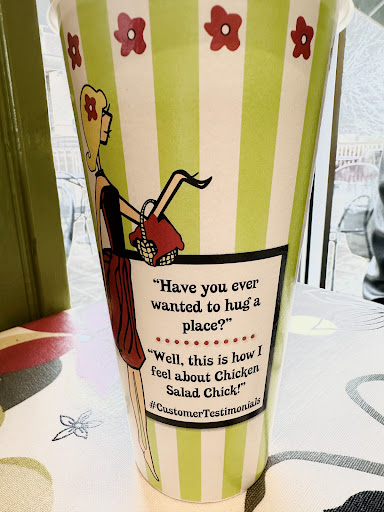 “Have you ever
wanted to hug a
place?”
“Well, this is how I
feel about Chicken
Salad Chick!”
#CustomerTestimonials